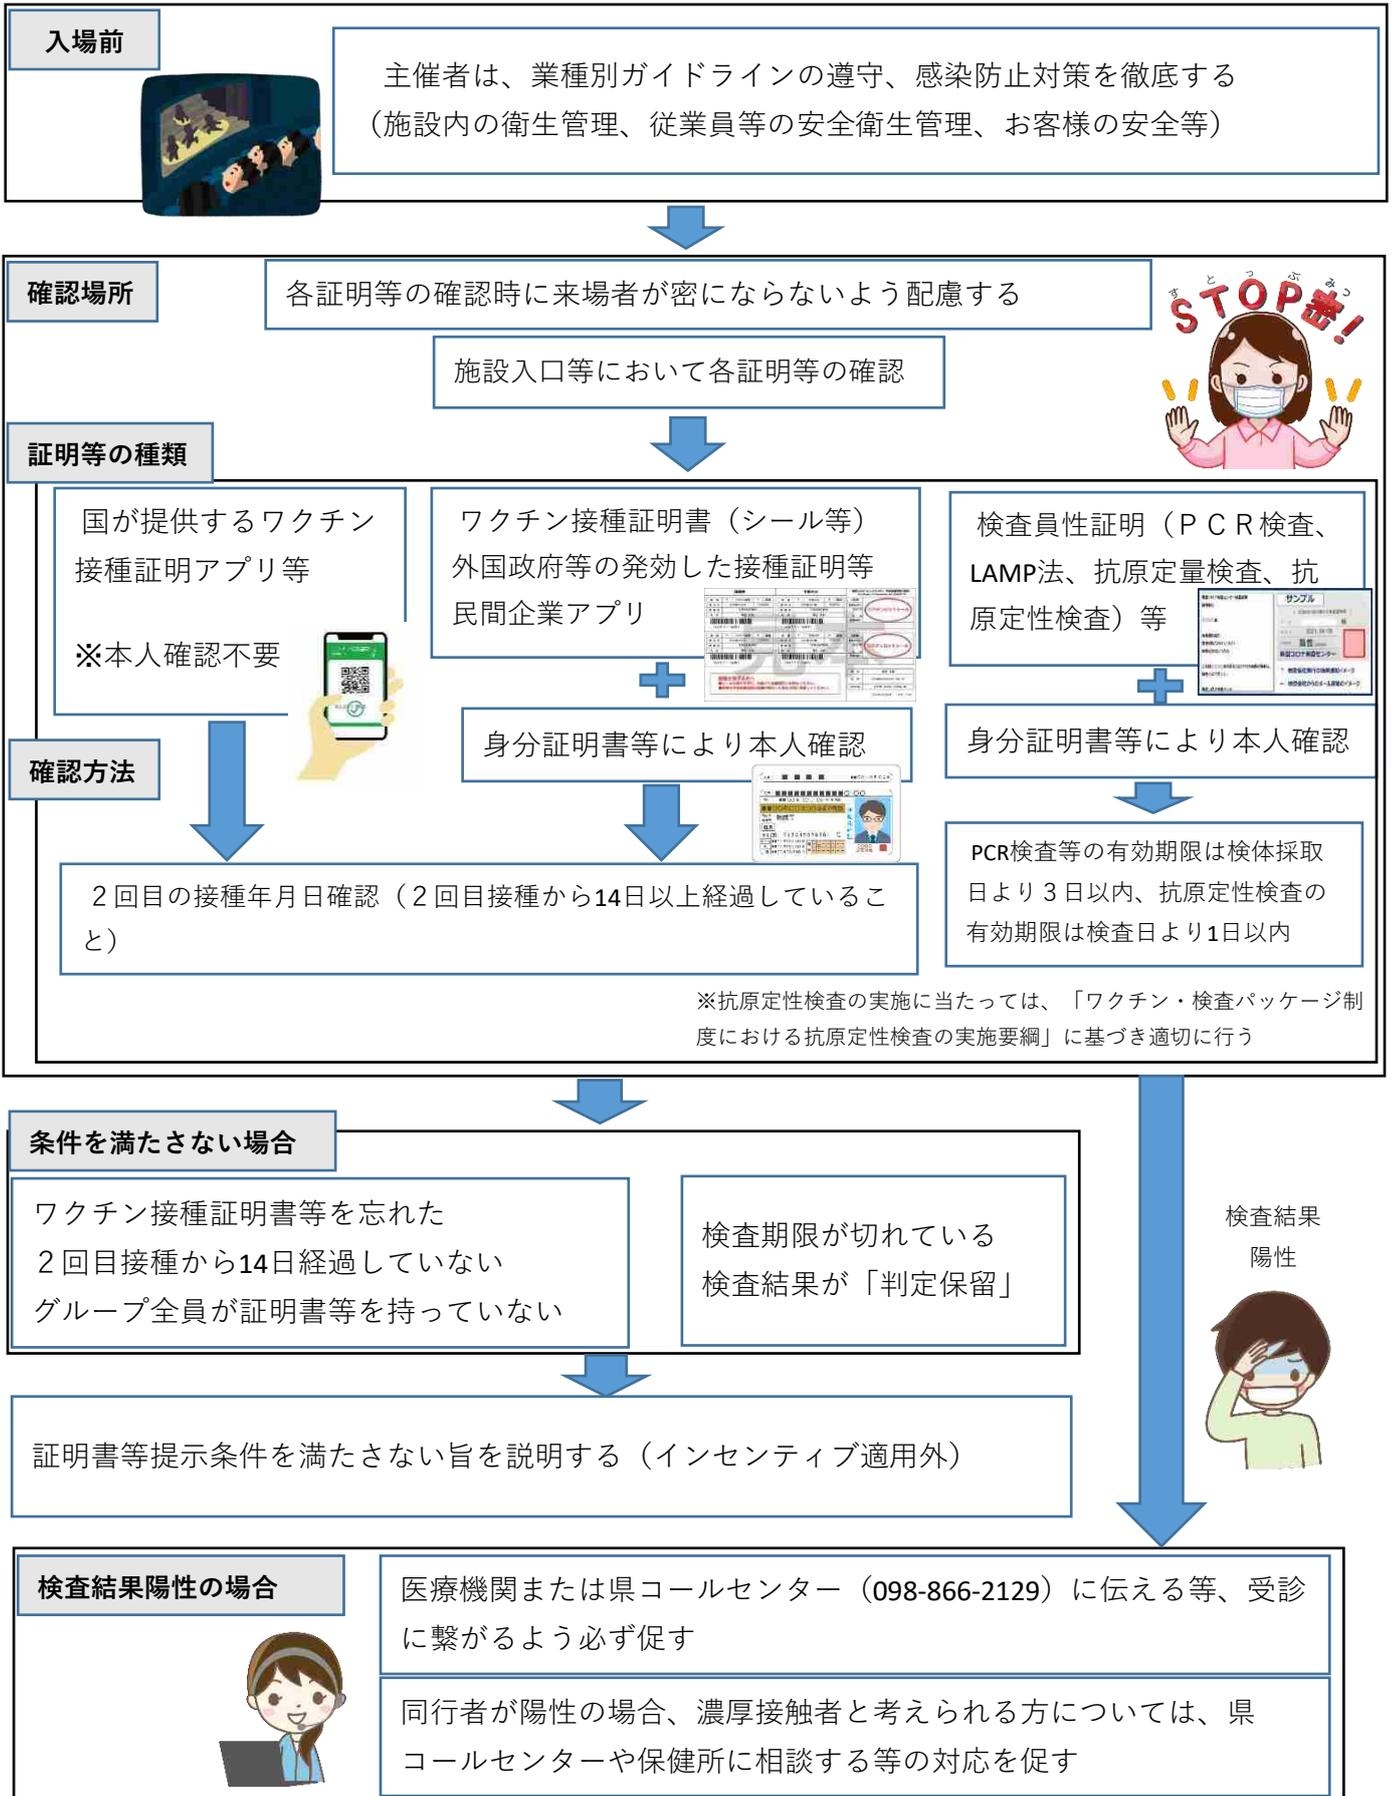 入場前
主催者は、業種別ガイドラインの遵守、感染防止対策を徹底する
（施設内の衛生管理、従業員等の安全衛生管理、お客様の安全等）
確認場所
各証明等の確認時に来場者が密にならないよう配慮する
すとっぷみつ
STOP密！
施設入口等において各証明等の確認
証明等の種類
国が提供するワクチン
接種証明アプリ等
※本人確認不要
ワクチン接種証明書（シール等）
外国政府等の発効した接種証明等
民間企業アプリ
見本
検査員性証明（ＰＣＲ検査、
LAMP法、抗原定量検査、抗
原定性検査）等
サンプル
陰性
新型コロナ検査センター
身分証明書等により本人確認
身分証明書等により本人確認
確認方法
２回目の接種年月日確認（２回目接種から14日以上経過しているこ
と）
PCR検査等の有効期限は検体採取
日より３日以内、抗原定性検査の
有効期限は検査日より1日以内
※抗原定性検査の実施に当たっては、「ワクチン・検査パッケージ制
度における抗原定性検査の実施要綱」に基づき適切に行う
条件を満たさない場合
ワクチン接種証明書等を忘れた
２回目接種から14日経過していない
グループ全員が証明書等を持っていない
検査期限が切れている
検査結果が「判定保留」
検査結果
陽性
証明書等提示条件を満たさない旨を説明する（インセンティブ適用外）
検査結果陽性の場合
医療機関または県コールセンター（098-866-2129）に伝える等、受診
に繋がるよう必ず促す
同行者が陽性の場合、濃厚接触者と考えられる方については、県
コールセンターや保健所に相談する等の対応を促す